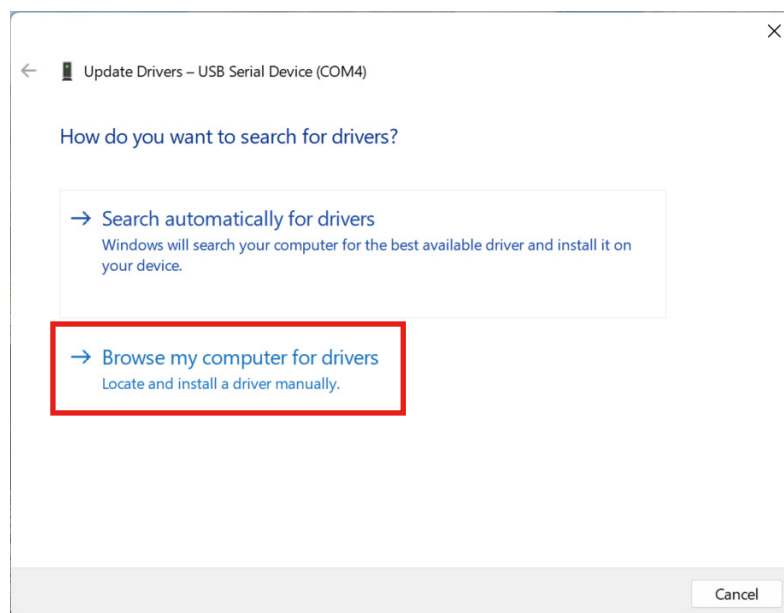 Update Drivers – USB Serial Device (COM4)
How do you want to search for drivers?
Search automatically for drivers
Windows will search your computer for the best available driver and install it on
your device.
Browse my computer for drivers
Locate and install a driver manually.
Cancel